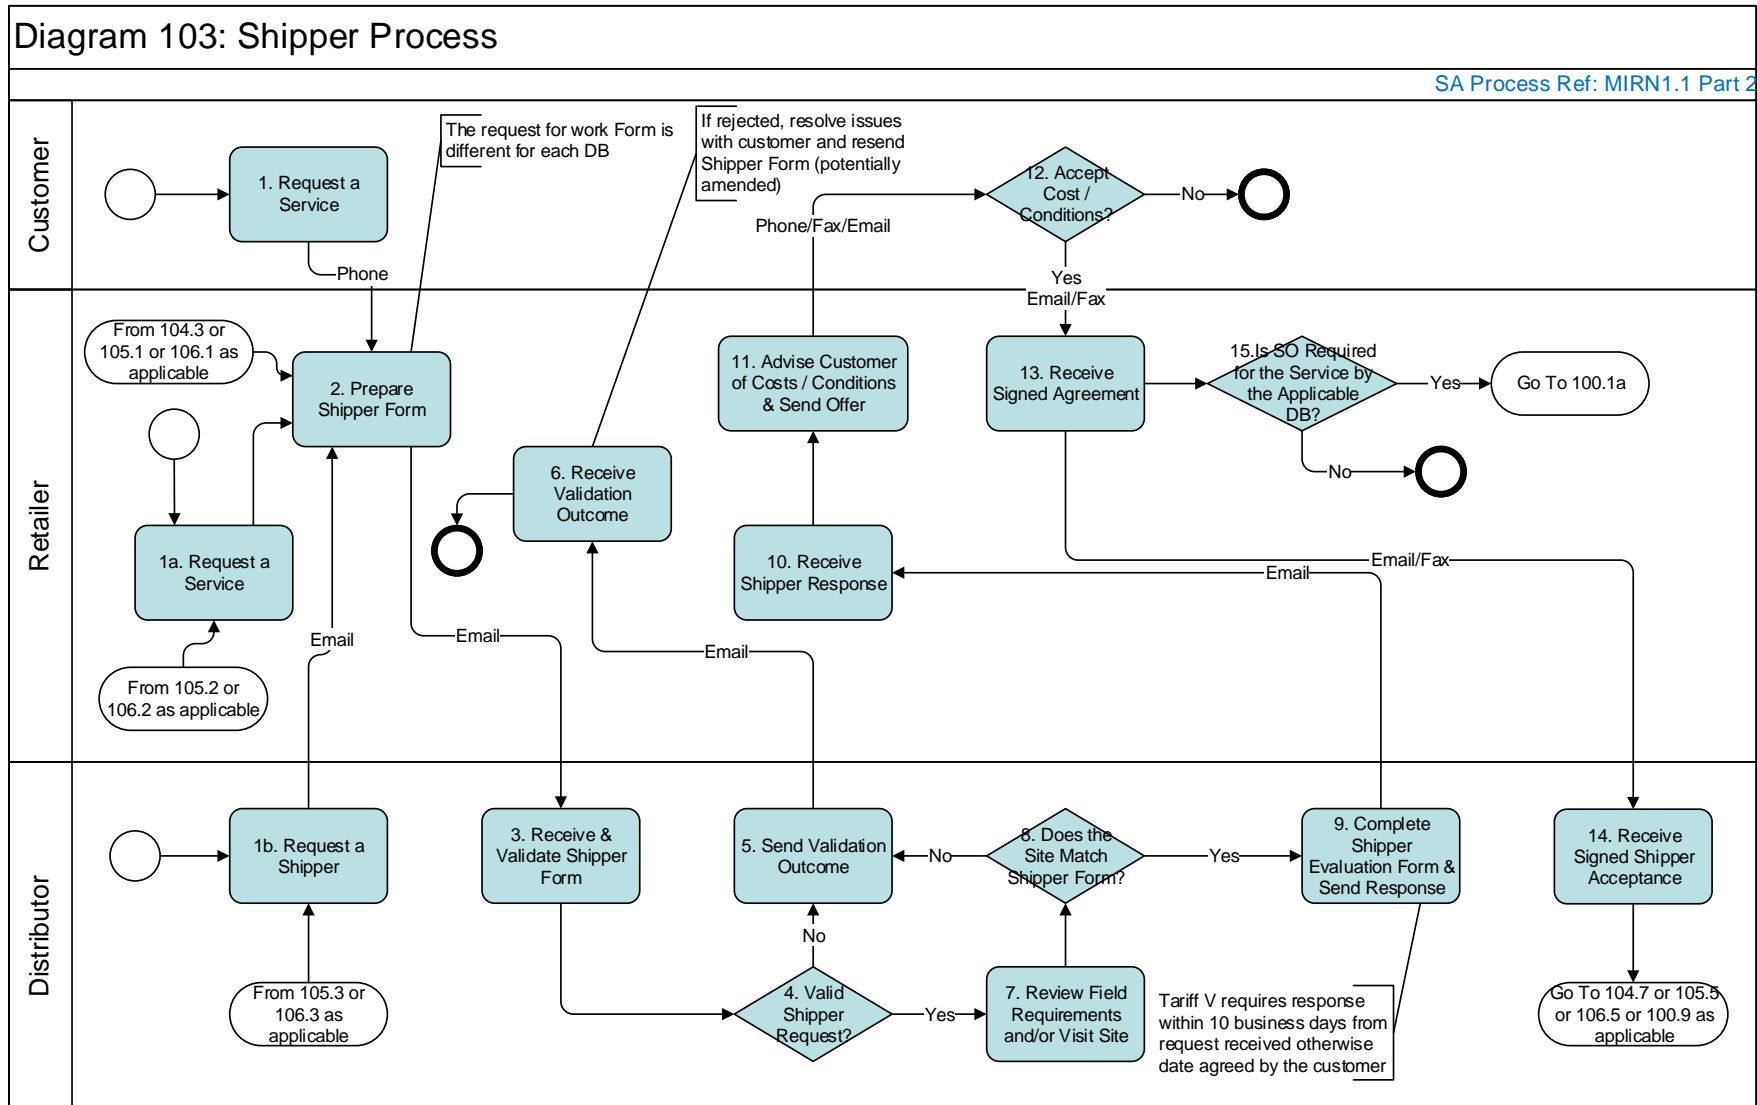 Diagram 103: Shipper Process
SA Process Ref: MIRN1.1 Part 2
Customer
1. Request a
Service
Phone
The request for work Form is
different for each DB
If rejected, resolve issues
with customer and resend
Shipper Form (potentially
amended)
Phone/Fax/Email
12. Accept
Cost /
Conditions?
No
Yes
Email/Fax
Retailer
From 104.3 or
105.1 or 106.1 as
applicable
2. Prepare
Shipper Form
1a. Request a
Service
From 105.2 or
106.2 as applicable
Email
Email
6. Receive
Validation
Outcome
Email
11. Advise Customer
of Costs / Conditions
& Send Offer
10. Receive
Shipper Response
13. Receive
Signed Agreement
15.Is SO Required
for the Service by
the Applicable
DB?
Yes
Go To 100.1a
No
Email/Fax
Email
Distributor
1b. Request a
Shipper
From 105.3 or
106.3 as
applicable
3. Receive &
Validate Shipper
Form
5. Send Validation
Outcome
No
4. Valid
Shipper
Request?
Yes
7. Review Field
Requirements
and/or Visit Site
8. Does the
Site Match
Shipper Form?
No
Yes
9. Complete
Shipper
Evaluation Form &
Send Response
Tariff V requires response
within 10 business days from
request received otherwise
date agreed by the customer
14. Receive
Signed Shipper
Acceptance
Go To 104.7 or 105.5
or 106.5 or 100.9 as
applicable